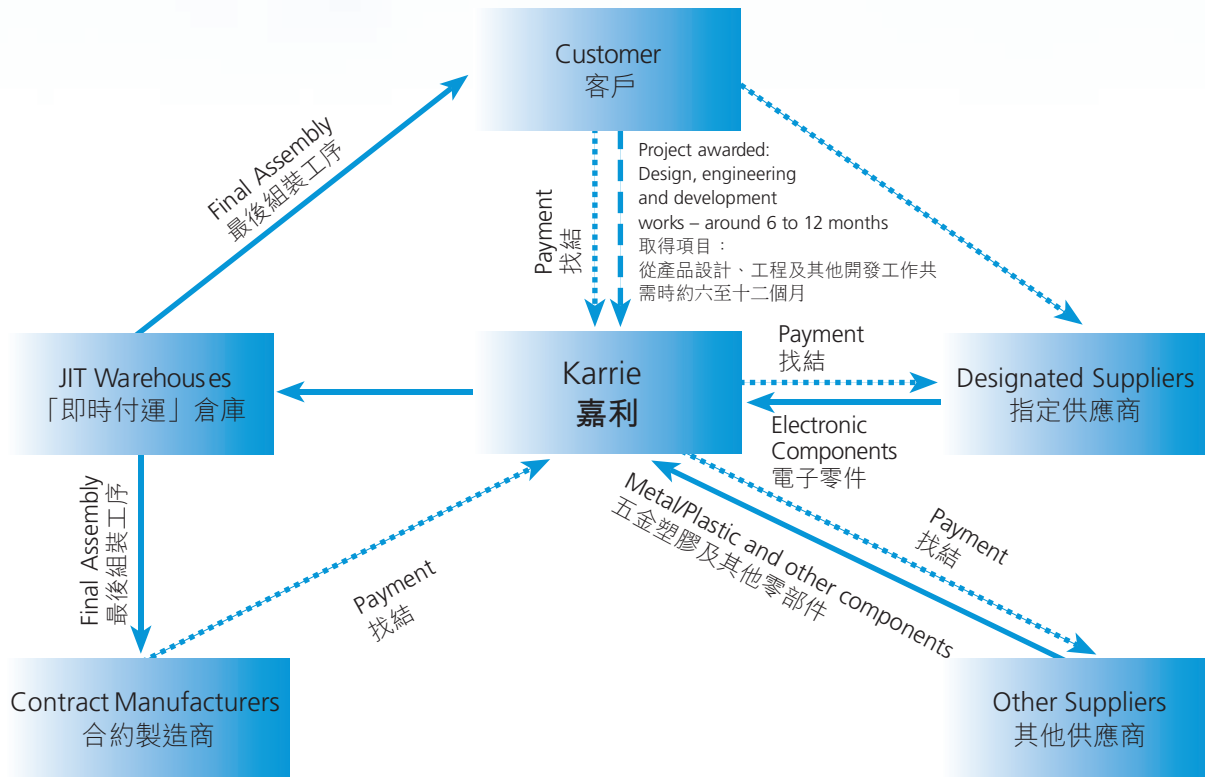 Customer
客戶
Final Assembly
最後組裝工序
Payment
找結
Project awarded:
Design, engineering
and development
works – around 6 to 12 months
取得項目：
從產品設計、工程及其他開發工作共
需時約六至十二個月
JIT Warehouses
「即時付運」倉庫
Karrie
嘉利
Payment
找結
Designated Suppliers
指定供應商
Electronic
Components
電子零件
Final Assembly
最後組裝工序
Payment
找結
Metal/Plastic and other components
五金塑膠及其他零部件
Payment
找結
Contract Manufacturers
合約製造商
Other Suppliers
其他供應商